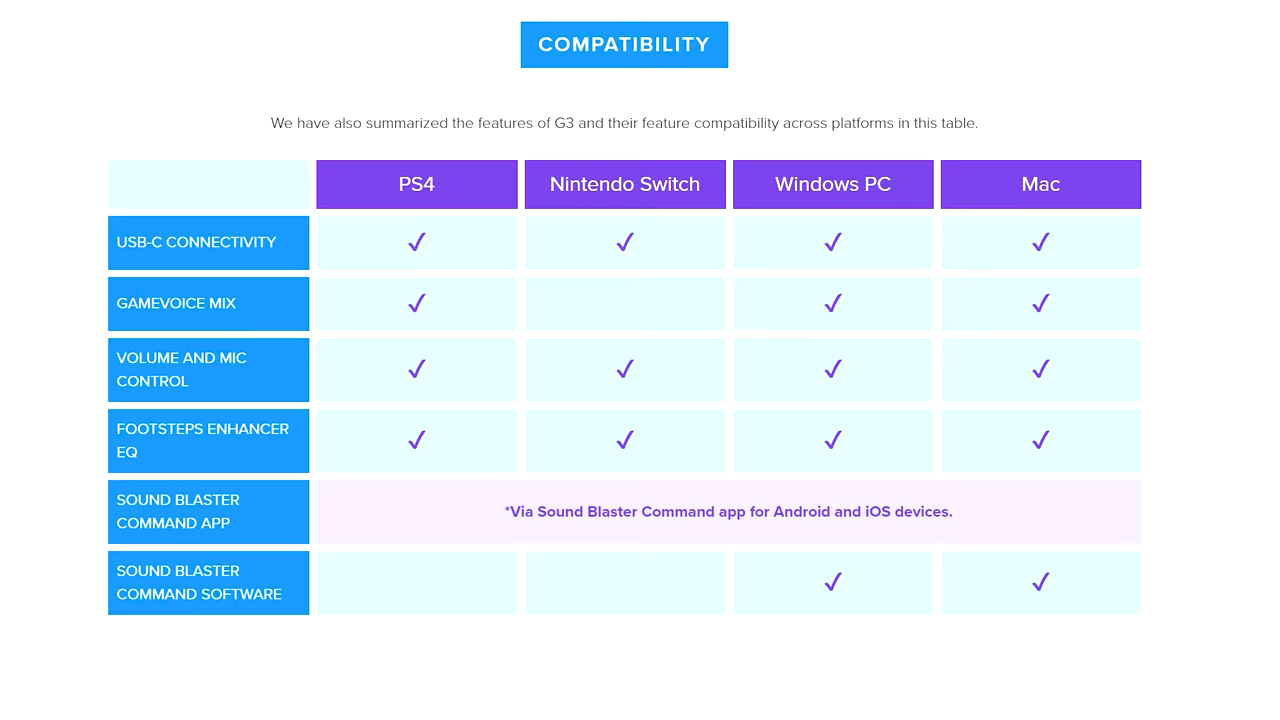 COMPATIBILITY
We have also summarized the features of G3 and their feature compatibility across platforms in this table.
PS4 Nintendo Switch Windows PC Mac
USB-C CONNECTIVITY ✓ ✓ ✓ ✓
GAMEVOICE MIX ✓ ✓ ✓
VOLUME AND MIC
CONTROL ✓ ✓ ✓ ✓
FOOTSTEPS ENHANCER
EQ ✓ ✓ ✓ ✓
SOUND BLASTER
COMMAND APP
*Via Sound Blaster Command app for Android and iOS devices.
SOUND BLASTER
COMMAND SOFTWARE ✓ ✓